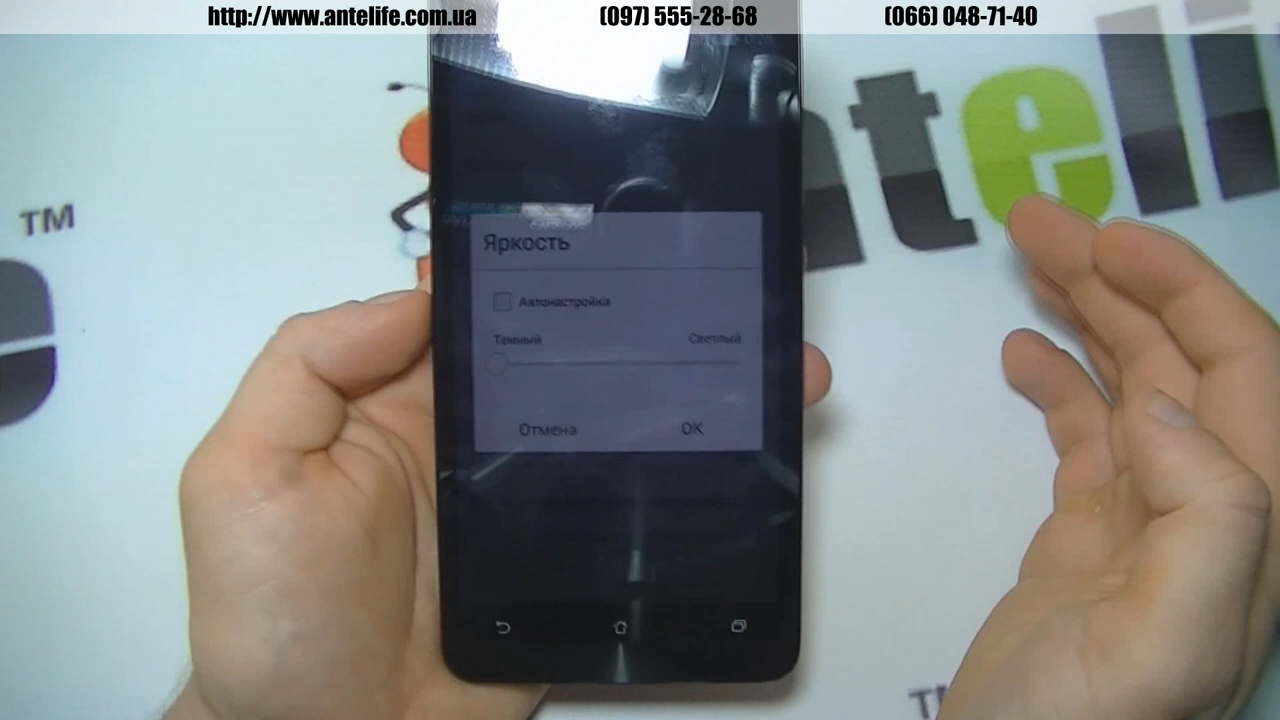 http://www.antelife.com.ua (097) 555-28-68 (066) 048-71-40
TM
nteli
e
Яркость
Автонастройка
Темный Светлый
Отмена OK